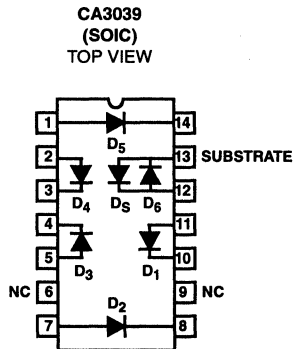 CA3039
(SOIC)
TOP VIEW
1 D5 14
2 13 SUBSTRATE
3 D4 DS D6 12
4 11
5 D3 D1 10
NC 6 9 NC
7 D2 8